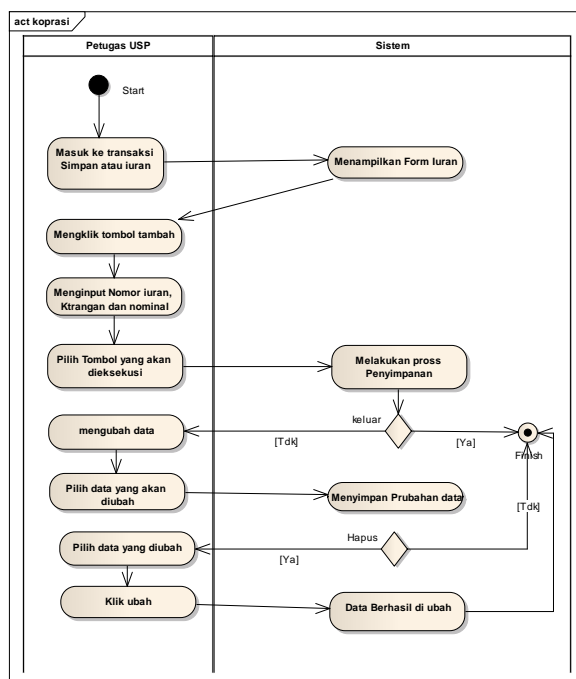 act koprasi
Petugas USP
Sistem
Start
Masuk ke transaksi
Simpan atau iuran
Menampilkan Form Iuran
Mengklik tombol tambah
Menginput Nomor iuran,
Ktrangan dan nominal
Pilih Tombol yang akan
dieksekusi
Melakukan pross
Penyimpanan
keluar
mengubah data
[Tdk]
[Ya]
Finish
Pilih data yang akan
diubah
Menyimpan Prubahan data
[Tdk]
Hapus
Pilih data yang diubah
[Ya]
Klik ubah
Data Berhasil di ubah